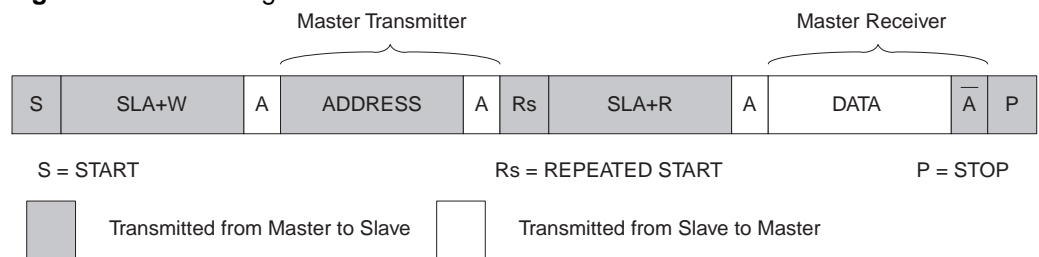 Master Transmitter Master Receiver
S SLA+W A ADDRESS A Rs SLA+R A DATA A̅ P
S = START Rs = REPEATED START P = STOP
Transmitted from Master to Slave Transmitted from Slave to Master